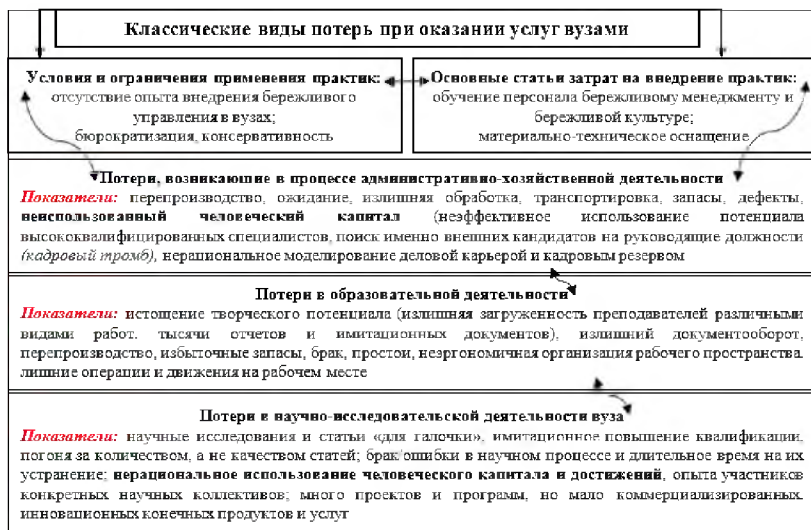 Классические виды потерь при оказании услуг вузами
Условия и ограничения применения практик:
отсутствие опыта внедрения бережливого
управления в вузах;
бюрократизация, консервативность
Основные статьи затрат на внедрение практик:
обучение персонала бережливому менеджменту и
бережливой культуре;
материально-техническое оснащение
Потери, возникающие в процессе административно-хозяйственной деятельности
Показатели: перепроизводство, ожидание, излишняя обработка, транспортировка, запасы, дефекты,
неиспользованный человеческий капитал (неэффективное использование потенциала
высококвалифицированных специалистов, поиск именно внешних кандидатов на руководящие должности
(кадровый тромб), нерациональное моделирование деловой карьерой и кадровым резервом
Потери в образовательной деятельности
Показатели: истощение творческого потенциала (излишняя загруженность преподавателей различными
видами работ. тысячи отчетов и имитационных документов), излишний документооборот,
перепроизводство, избыточные запасы, брак, простои, неэргономичная организация рабочего пространства.
лишние операции и движения на рабочем месте
Потери в научно-исследовательской деятельности вуза
Показатели: научные исследования и статьи «для галочки», имитационное повышение квалификации,
погоня за количеством, а не качеством статей; брак/ошибки в научном процессе и длительное время на их
устранение; нерациональное использование человеческого капитала и достижений, опыта участников
конкретных научных коллективов; много проектов и программ, но мало коммерциализированных
инновационных конечных продуктов и услуг